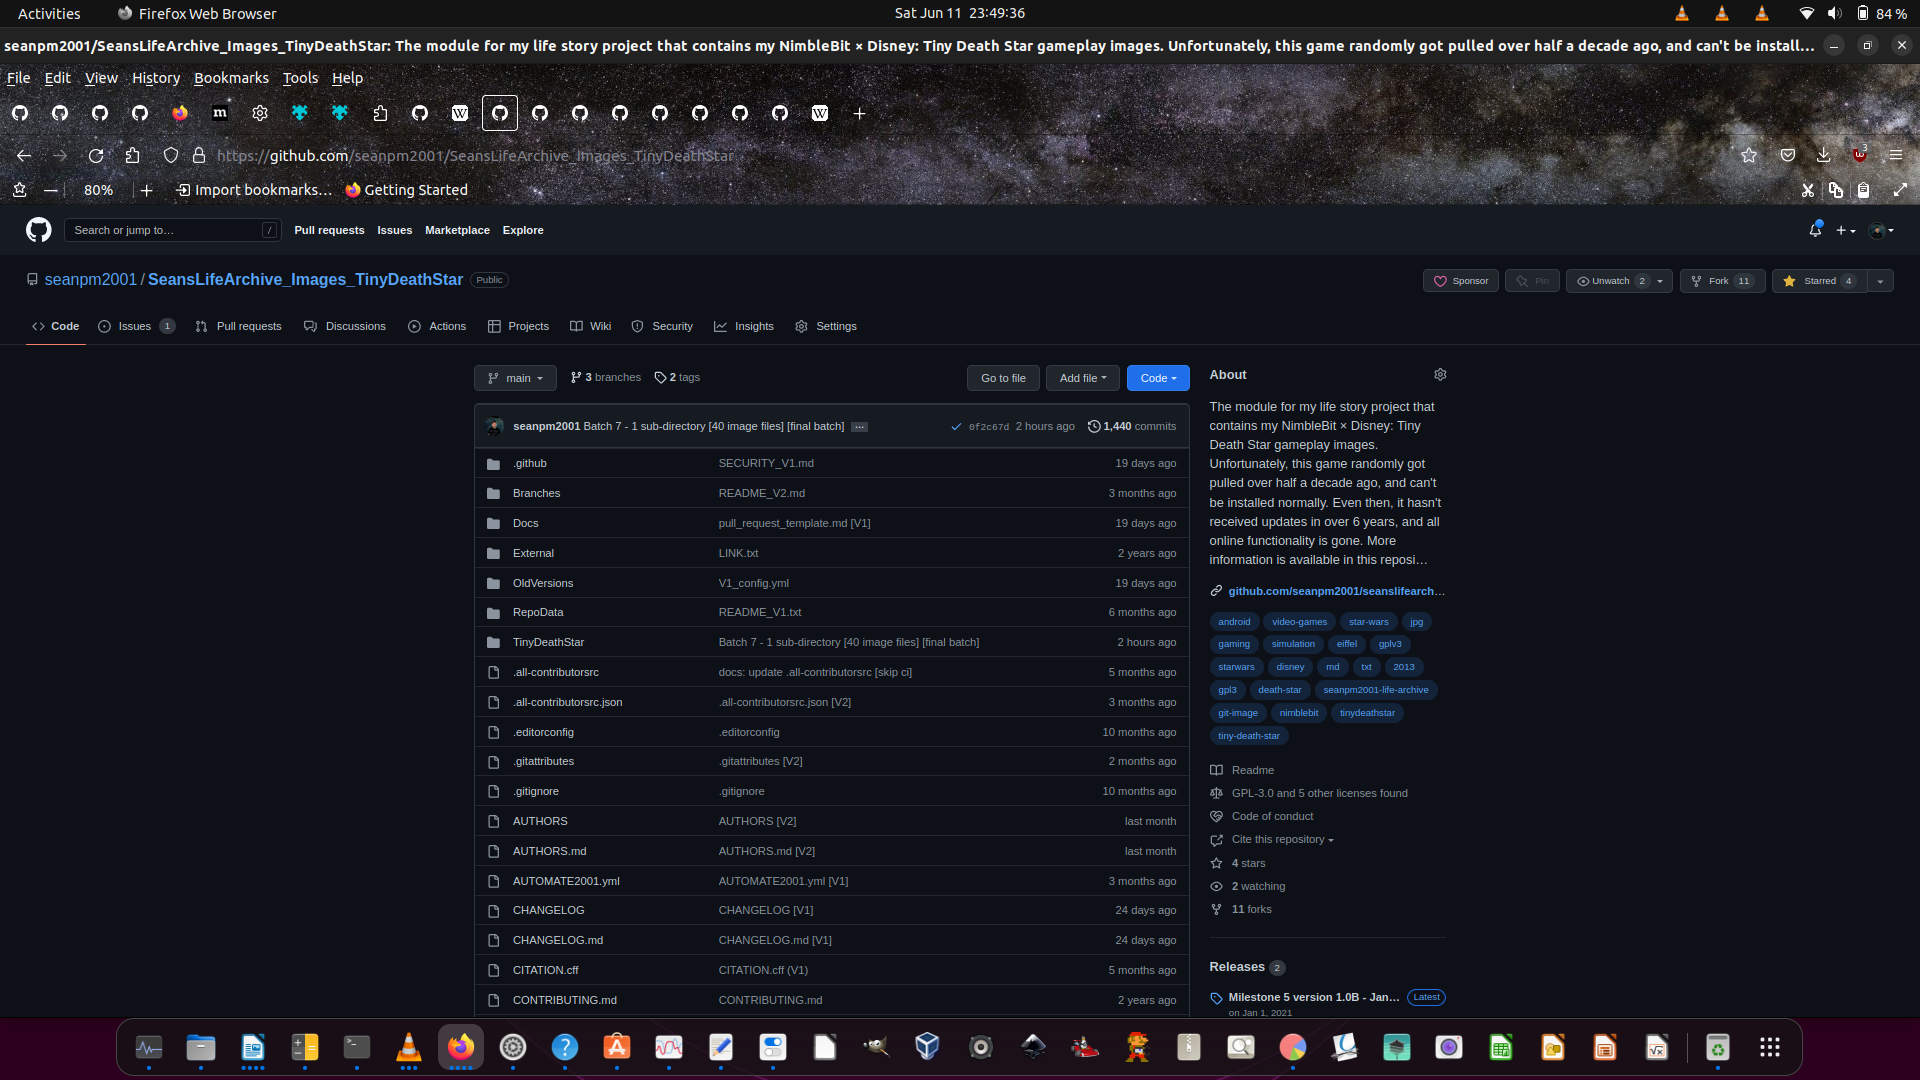 Activities
Firefox Web Browser
Sat Jun 11 23:49:36
84 %
seanpm2001/SeansLifeArchive_Images_TinyDeathStar: The module for my life story project that contains my NimbleBit × Disney: Tiny Death Star gameplay images. Unfortunately, this game randomly got pulled over half a decade ago, and can't be install…
File Edit View History Bookmarks Tools Help
https://github.com/seanpm2001/SeansLifeArchive_Images_TinyDeathStar
3
80%
Import bookmarks…
Getting Started
Search or jump to…
/
Pull requests
Issues
Marketplace
Explore
seanpm2001 / SeansLifeArchive_Images_TinyDeathStar
Public
Sponsor
Pin
Unwatch 2
Fork 11
Starred 4
Code
Issues 1
Pull requests
Discussions
Actions
Projects
Wiki
Security
Insights
Settings
main
3 branches
2 tags
Go to file
Add file
Code
seanpm2001 Batch 7 - 1 sub-directory [40 image files] [final batch] …
0f2c67d 2 hours ago
1,440 commits
.github SECURITY_V1.md 19 days ago
Branches README_V2.md 3 months ago
Docs pull_request_template.md [V1] 19 days ago
External LINK.txt 2 years ago
OldVersions V1_config.yml 19 days ago
RepoData README_V1.txt 6 months ago
TinyDeathStar Batch 7 - 1 sub-directory [40 image files] [final batch] 2 hours ago
.all-contributorsrc docs: update .all-contributorsrc [skip ci] 5 months ago
.all-contributorsrc.json .all-contributorsrc.json [V2] 3 months ago
.editorconfig .editorconfig 10 months ago
.gitattributes .gitattributes [V2] 2 months ago
.gitignore .gitignore 10 months ago
AUTHORS AUTHORS [V2] last month
AUTHORS.md AUTHORS.md [V2] last month
AUTOMATE2001.yml AUTOMATE2001.yml [V1] 3 months ago
CHANGELOG CHANGELOG [V1] 24 days ago
CHANGELOG.md CHANGELOG.md [V1] 24 days ago
CITATION.cff CITATION.cff (V1) 5 months ago
CONTRIBUTING.md CONTRIBUTING.md 2 years ago
About
The module for my life story project that
contains my NimbleBit × Disney: Tiny
Death Star gameplay images.
Unfortunately, this game randomly got
pulled over half a decade ago, and can't
be installed normally. Even then, it hasn't
received updates in over 6 years, and all
online functionality is gone. More
information is available in this reposi…
github.com/seanpm2001/seanslifearch…
android video-games star-wars jpg
gaming simulation eiffel gplv3
starwars disney md txt 2013
gpl3 death-star seanpm2001-life-archive
git-image nimblebit tinydeathstar
tiny-death-star
Readme
GPL-3.0 and 5 other licenses found
Code of conduct
Cite this repository
4 stars
2 watching
11 forks
Releases 2
Milestone 5 version 1.0B - Jan… Latest
on Jan 1, 2021